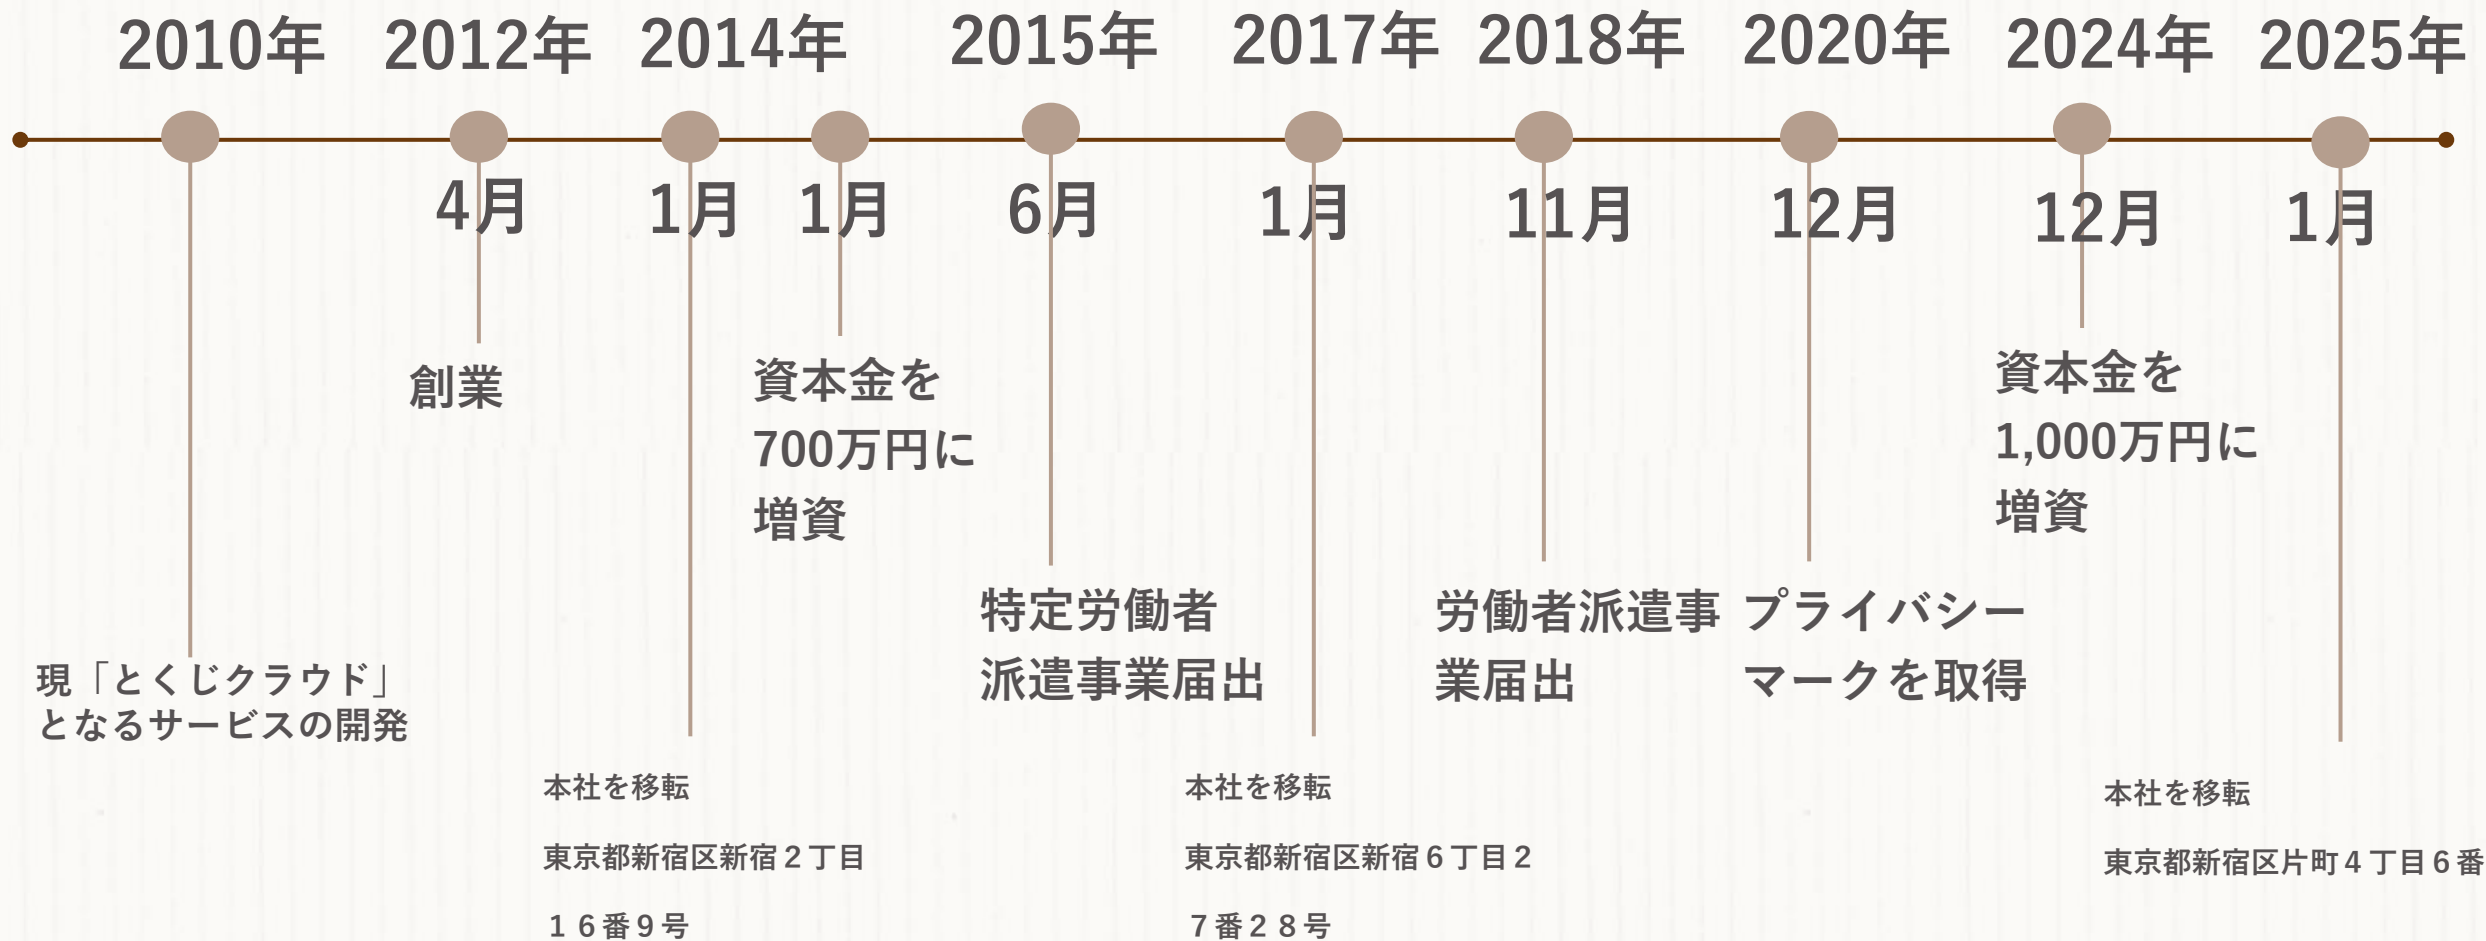 2010年
2012年
2014年
2015年
2017年
2018年
2020年
2024年
2025年
4月
1月
1月
6月
1月
11月
12月
12月
1月
創業
資本金を
700万円に
増資
資本金を
1,000万円に
増資
特定労働者
派遣事業届出
労働者派遣事
業届出
プライバシー
マークを取得
現「とくじクラウド」
となるサービスの開発
本社を移転
東京都新宿区新宿２丁目
１６番９号
本社を移転
東京都新宿区新宿６丁目２
７番２８号
本社を移転
東京都新宿区片町４丁目６番